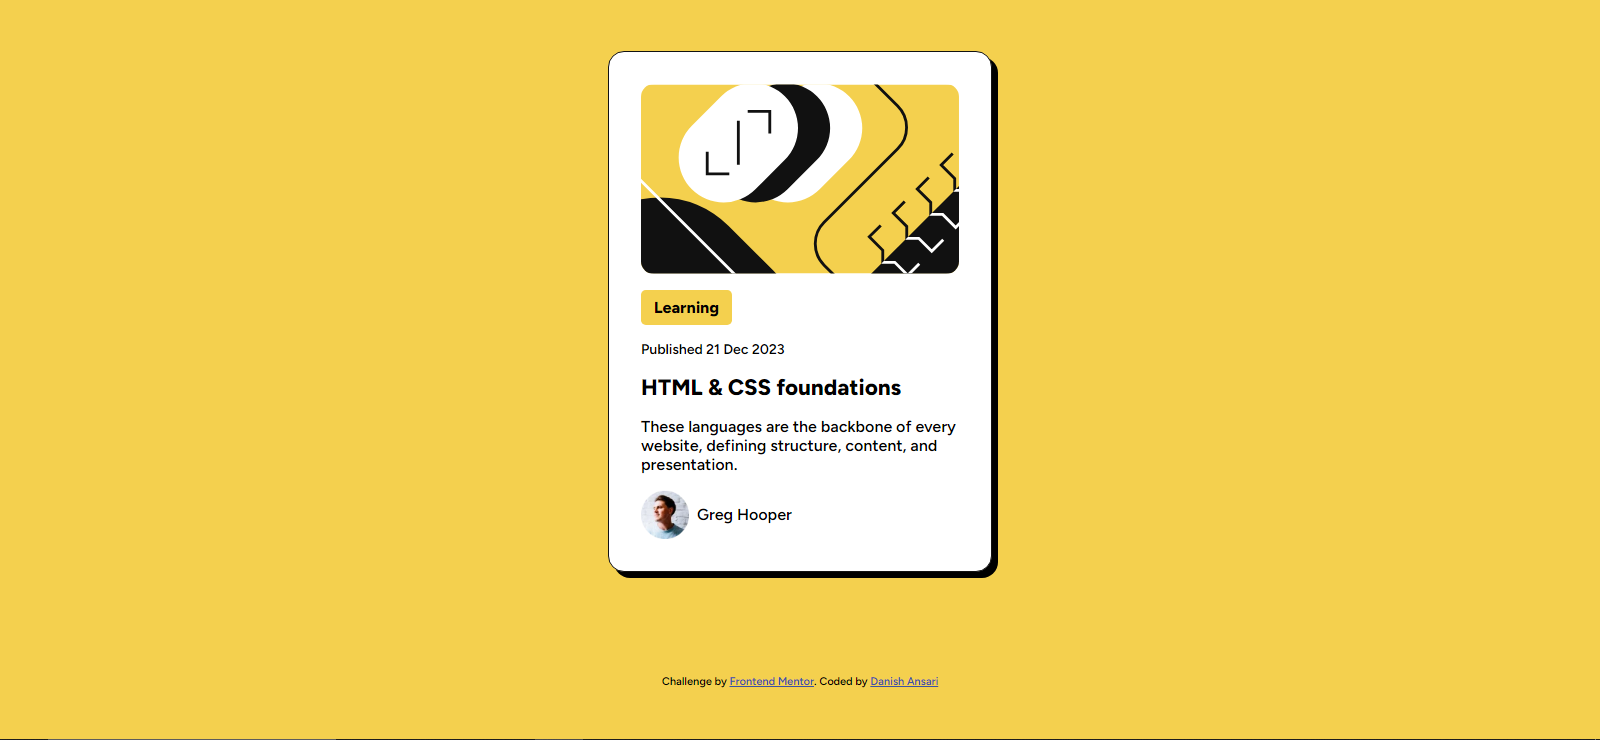 Learning
Published 21 Dec 2023
HTML & CSS foundations
These languages are the backbone of every
website, defining structure, content, and
presentation.
Greg Hooper
Challenge by Frontend Mentor. Coded by Danish Ansari